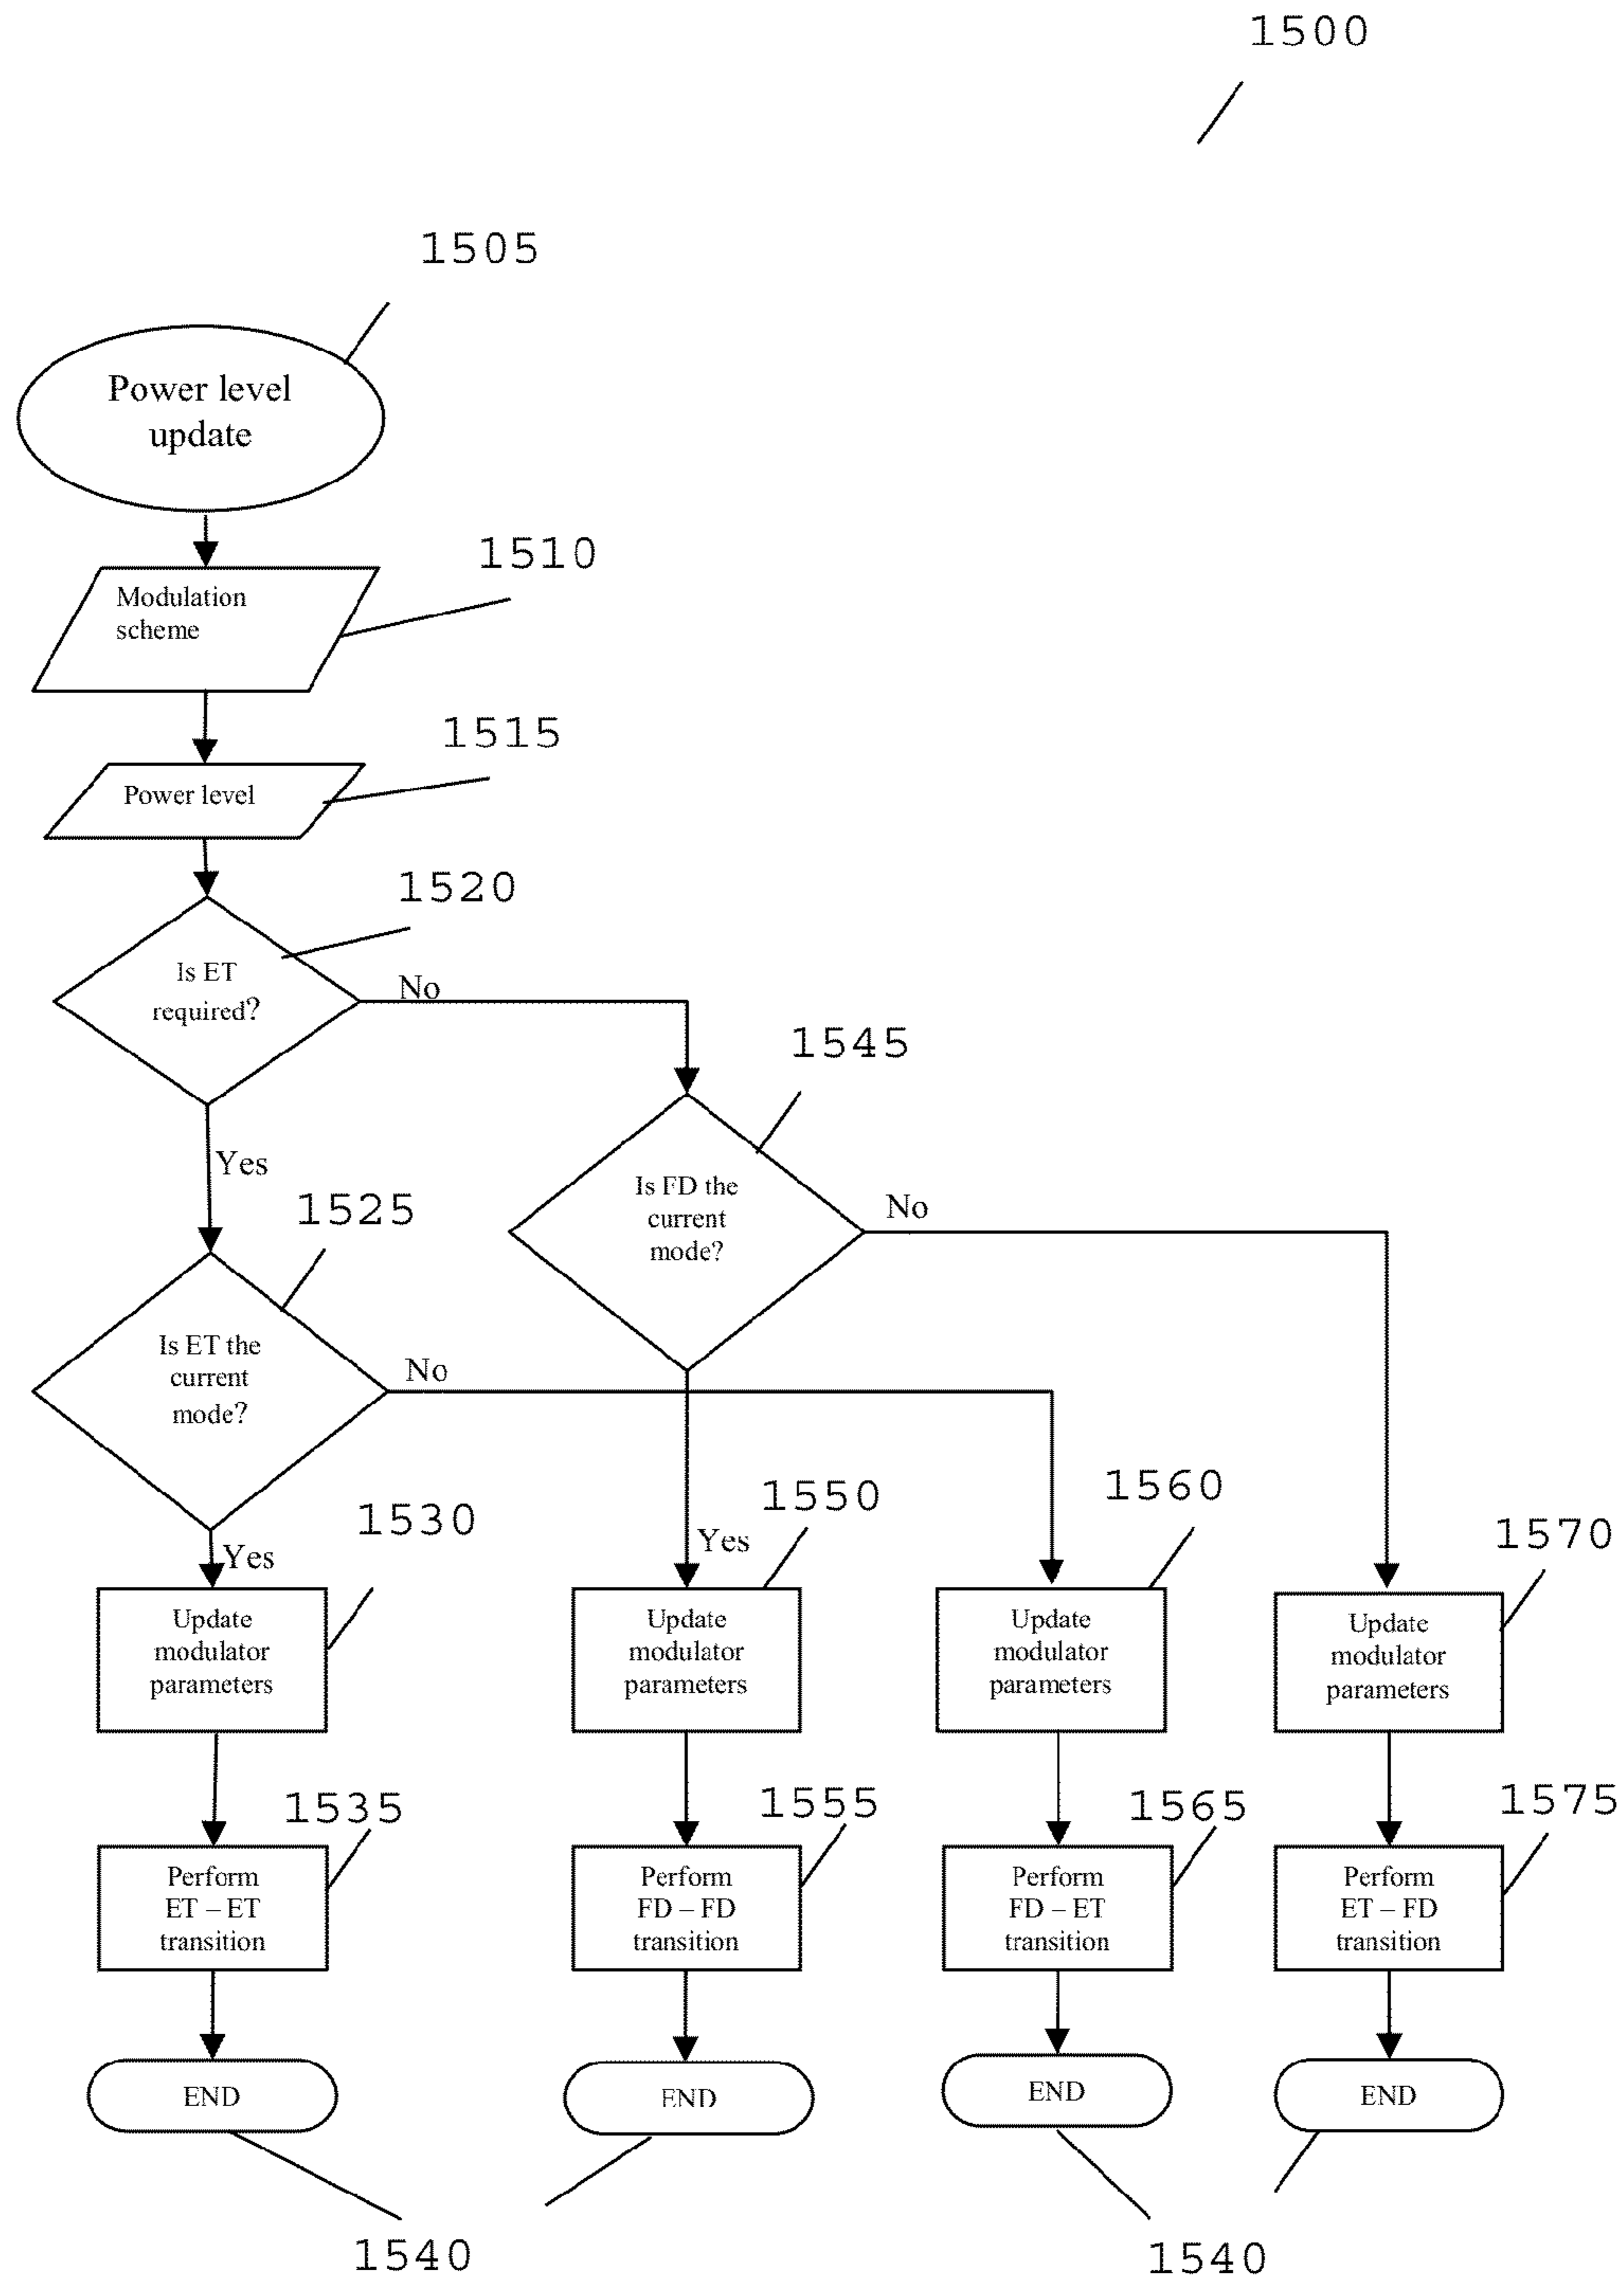 1500
1505
Power level
update
1510
Modulation
scheme
1515
Power level
1520
Is ET
required?
No
1545
Yes
Is FD the
current
mode?
No
1525
Is ET the
current
mode?
No
1530
1550
1560
1570
Yes
Yes
Update
modulator
parameters
Update
modulator
parameters
Update
modulator
parameters
Update
modulator
parameters
1535
1555
1565
1575
Perform
ET – ET
transition
Perform
FD – FD
transition
Perform
FD – ET
transition
Perform
ET – FD
transition
END
END
END
END
1540
1540